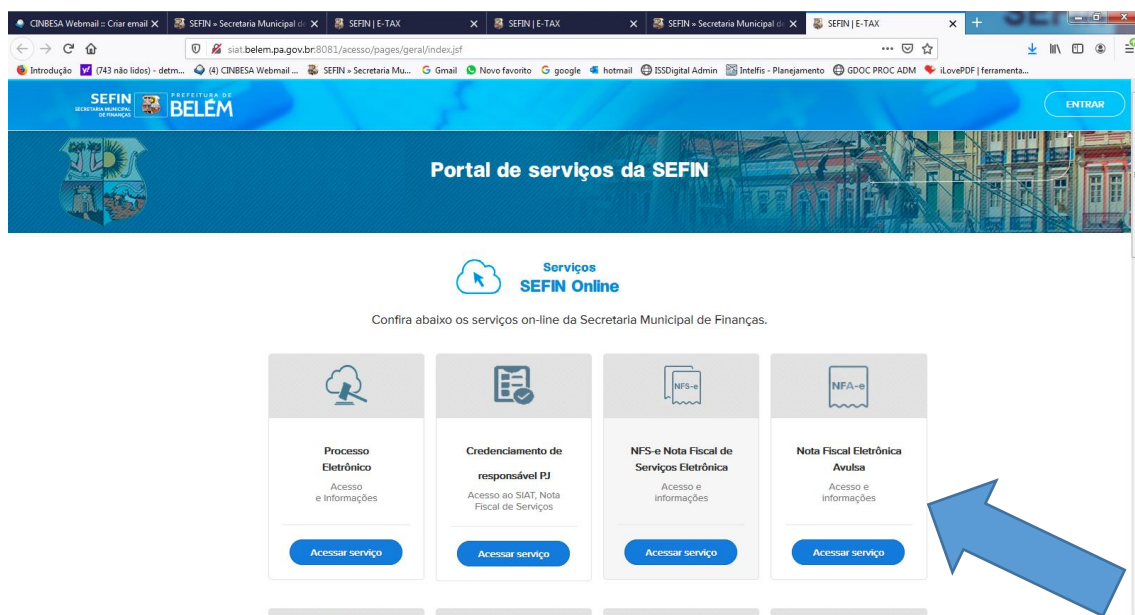 CINBESA Webmail :: Criar email X
SEFIN » Secretaria Municipal de X
SEFIN | E-TAX X
SEFIN | E-TAX X
SEFIN » Secretaria Municipal de X
SEFIN | E-TAX X
siat.belem.pa.gov.br:8081/acesso/pages/geral/index.jsf
Introdução
(743 não lidos) - detm...
(4) CINBESA Webmail ...
SEFIN » Secretaria Mu...
Gmail
Novo favorito
google
hotmail
ISSDigital Admin
Intelfis - Planejamento
GDOC PROC ADM
iLovePDF | ferramenta...
SEFIN
SECRETARIA MUNICIPAL
DE FINANÇAS
PREFEITURA DE
BELÉM
ENTRAR
Portal de serviços da SEFIN
Serviços
SEFIN Online
Confira abaixo os serviços on-line da Secretaria Municipal de Finanças.
Processo
Eletrônico
Acesso
e Informações
Acessar serviço
Credenciamento de
responsável PJ
Acesso ao SIAT, Nota
Fiscal de Serviços
Acessar serviço
NFS-e
NFS-e Nota Fiscal de
Serviços Eletrônica
Acesso e
informações
Acessar serviço
NFA-e
Nota Fiscal Eletrônica
Avulsa
Acesso e
informações
Acessar serviço